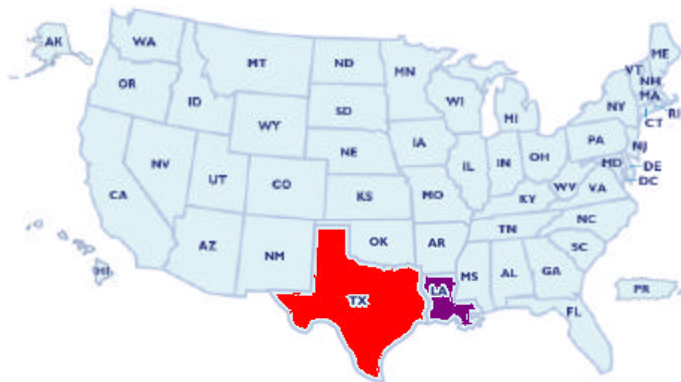 AK
WA
MT
ND
MN
ME
VT
NH
MA
RI
CT
OR
ID
SD
WI
MI
NY
WY
IA
PA
NJ
NE
IL
IN
OH
MD
DE
DC
NV
UT
CO
KS
MO
KY
WV
VA
CA
TN
NC
AZ
NM
OK
AR
SC
MS
AL
GA
HI
TX
LA
PR
FL